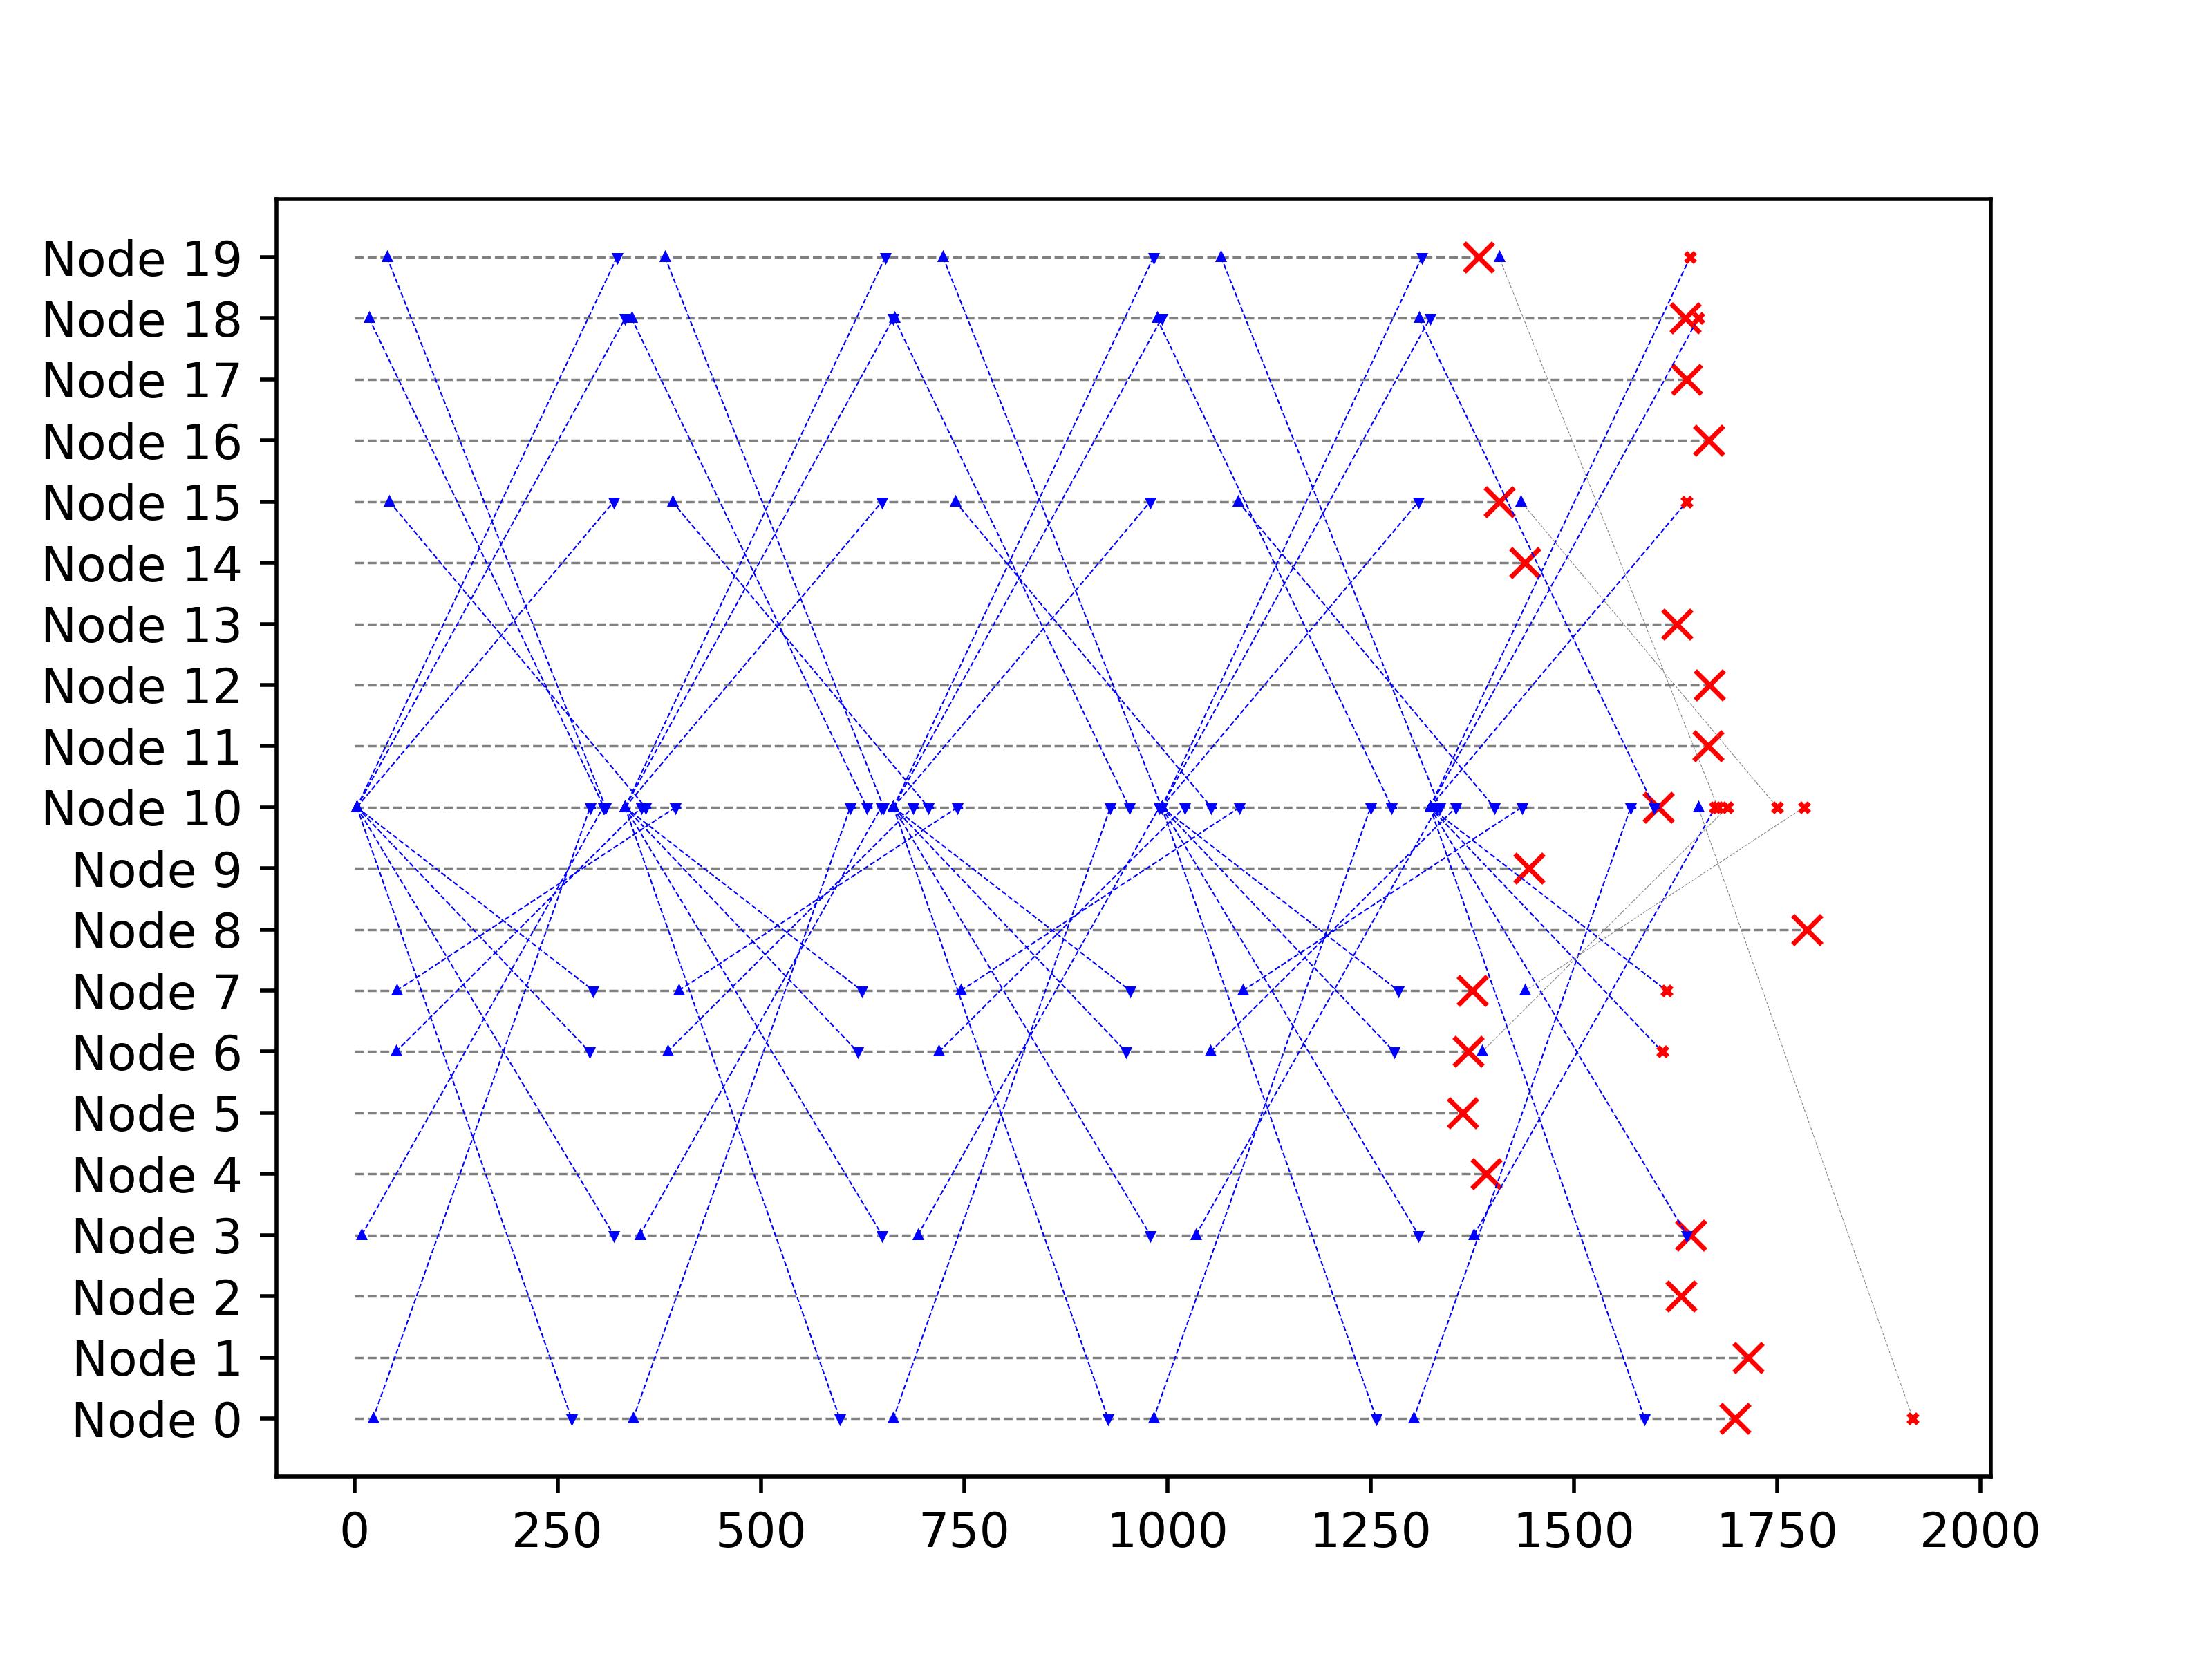 Node 19
Node 18
Node 17
Node 16
Node 15
Node 14
Node 13
Node 12
Node 11
Node 10
Node 9
Node 8
Node 7
Node 6
Node 5
Node 4
Node 3
Node 2
Node 1
Node 0
0 250 500 750 1000 1250 1500 1750 2000